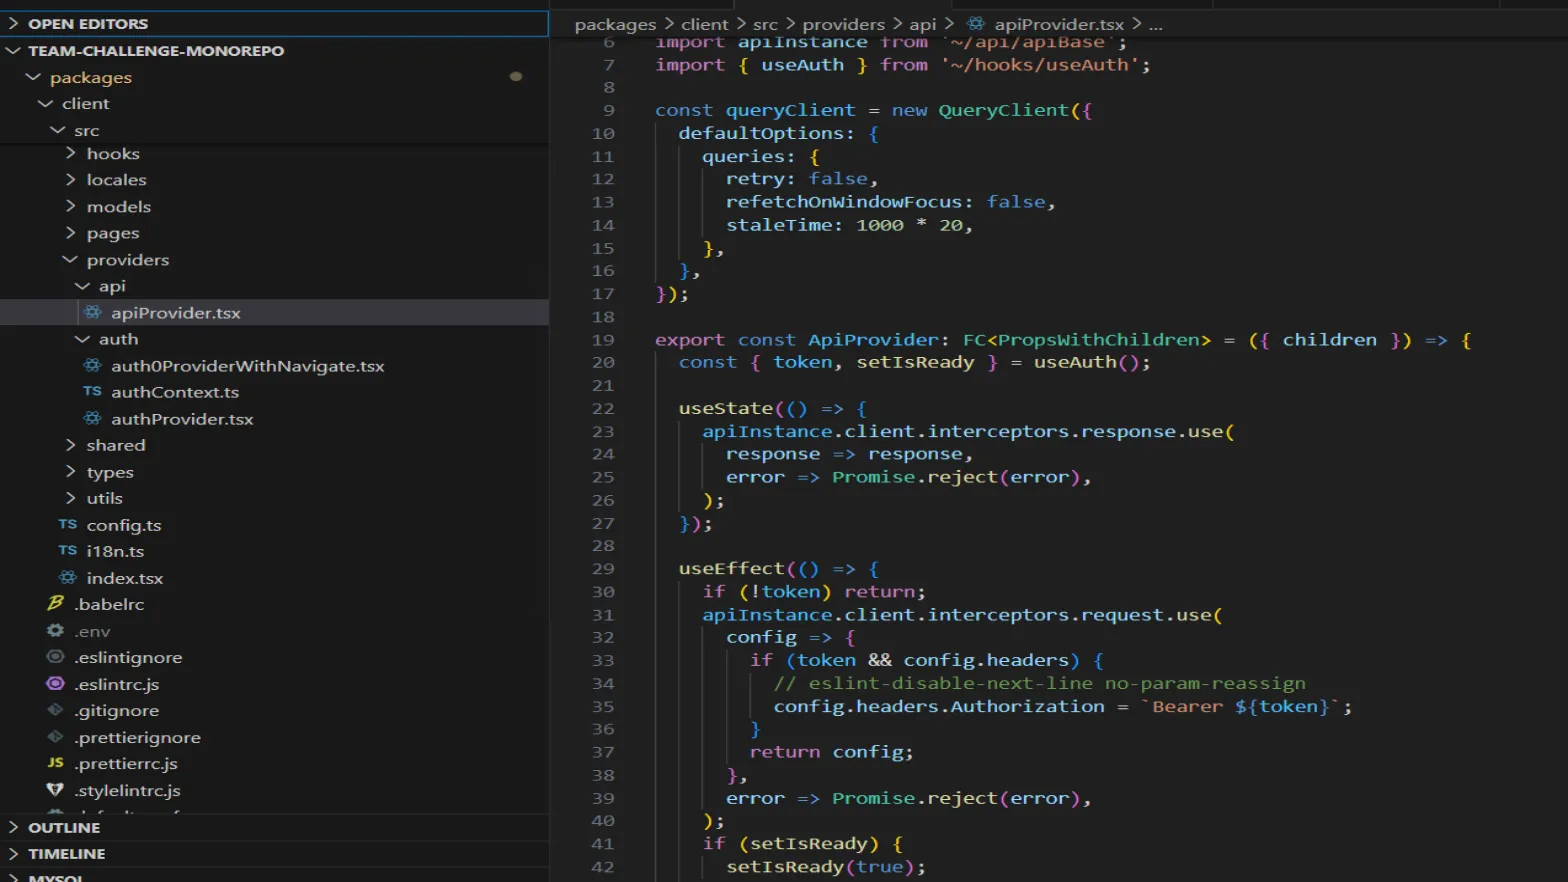 OPEN EDITORS
TEAM-CHALLENGE-MONOREPO
packages
client
src
hooks
locales
models
pages
providers
api
apiProvider.tsx
auth
auth0ProviderWithNavigate.tsx
TS authContext.ts
authProvider.tsx
shared
types
utils
TS config.ts
TS i18n.ts
index.tsx
.babelrc
.env
.eslintignore
.eslintrc.js
.gitignore
.prettierignore
JS .prettierrc.js
.stylelintrc.js
OUTLINE
TIMELINE
MYSQL
packages > client > src > providers > api > apiProvider.tsx > ...
6 import apiInstance from '~/api/apiBase';
7 import { useAuth } from '~/hooks/useAuth';
8
9 const queryClient = new QueryClient({
10 defaultOptions: {
11 queries: {
12 retry: false,
13 refetchOnWindowFocus: false,
14 staleTime: 1000 * 20,
15 },
16 },
17 });
18
19 export const ApiProvider: FC<PropsWithChildren> = ({ children }) => {
20 const { token, setIsReady } = useAuth();
21
22 useState(() => {
23 apiInstance.client.interceptors.response.use(
24 response => response,
25 error => Promise.reject(error),
26 );
27 });
28
29 useEffect(() => {
30 if (!token) return;
31 apiInstance.client.interceptors.request.use(
32 config => {
33 if (token && config.headers) {
34 // eslint-disable-next-line no-param-reassign
35 config.headers.Authorization = `Bearer ${token}`;
36 }
37 return config;
38 },
39 error => Promise.reject(error),
40 );
41 if (setIsReady) {
42 setIsReady(true);